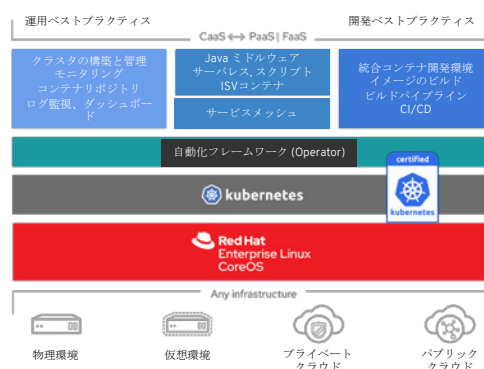 運用ベストプラクティス
開発ベストプラクティス
CaaS ⟷ PaaS | FaaS
クラスタの構築と管理
モニタリング
コンテナリポジトリ
ログ監視、ダッシュボー
ド
Java ミドルウェア
サーバレス, スクリプト
ISVコンテナ
サービスメッシュ
統合コンテナ開発環境
イメージのビルド
ビルドパイプライン
CI/CD
自動化フレームワーク (Operator)
certified
kubernetes
kubernetes
Red Hat
Enterprise Linux
CoreOS
Any infrastructure
物理環境
仮想環境
プライベート
クラウド
パブリック
クラウド